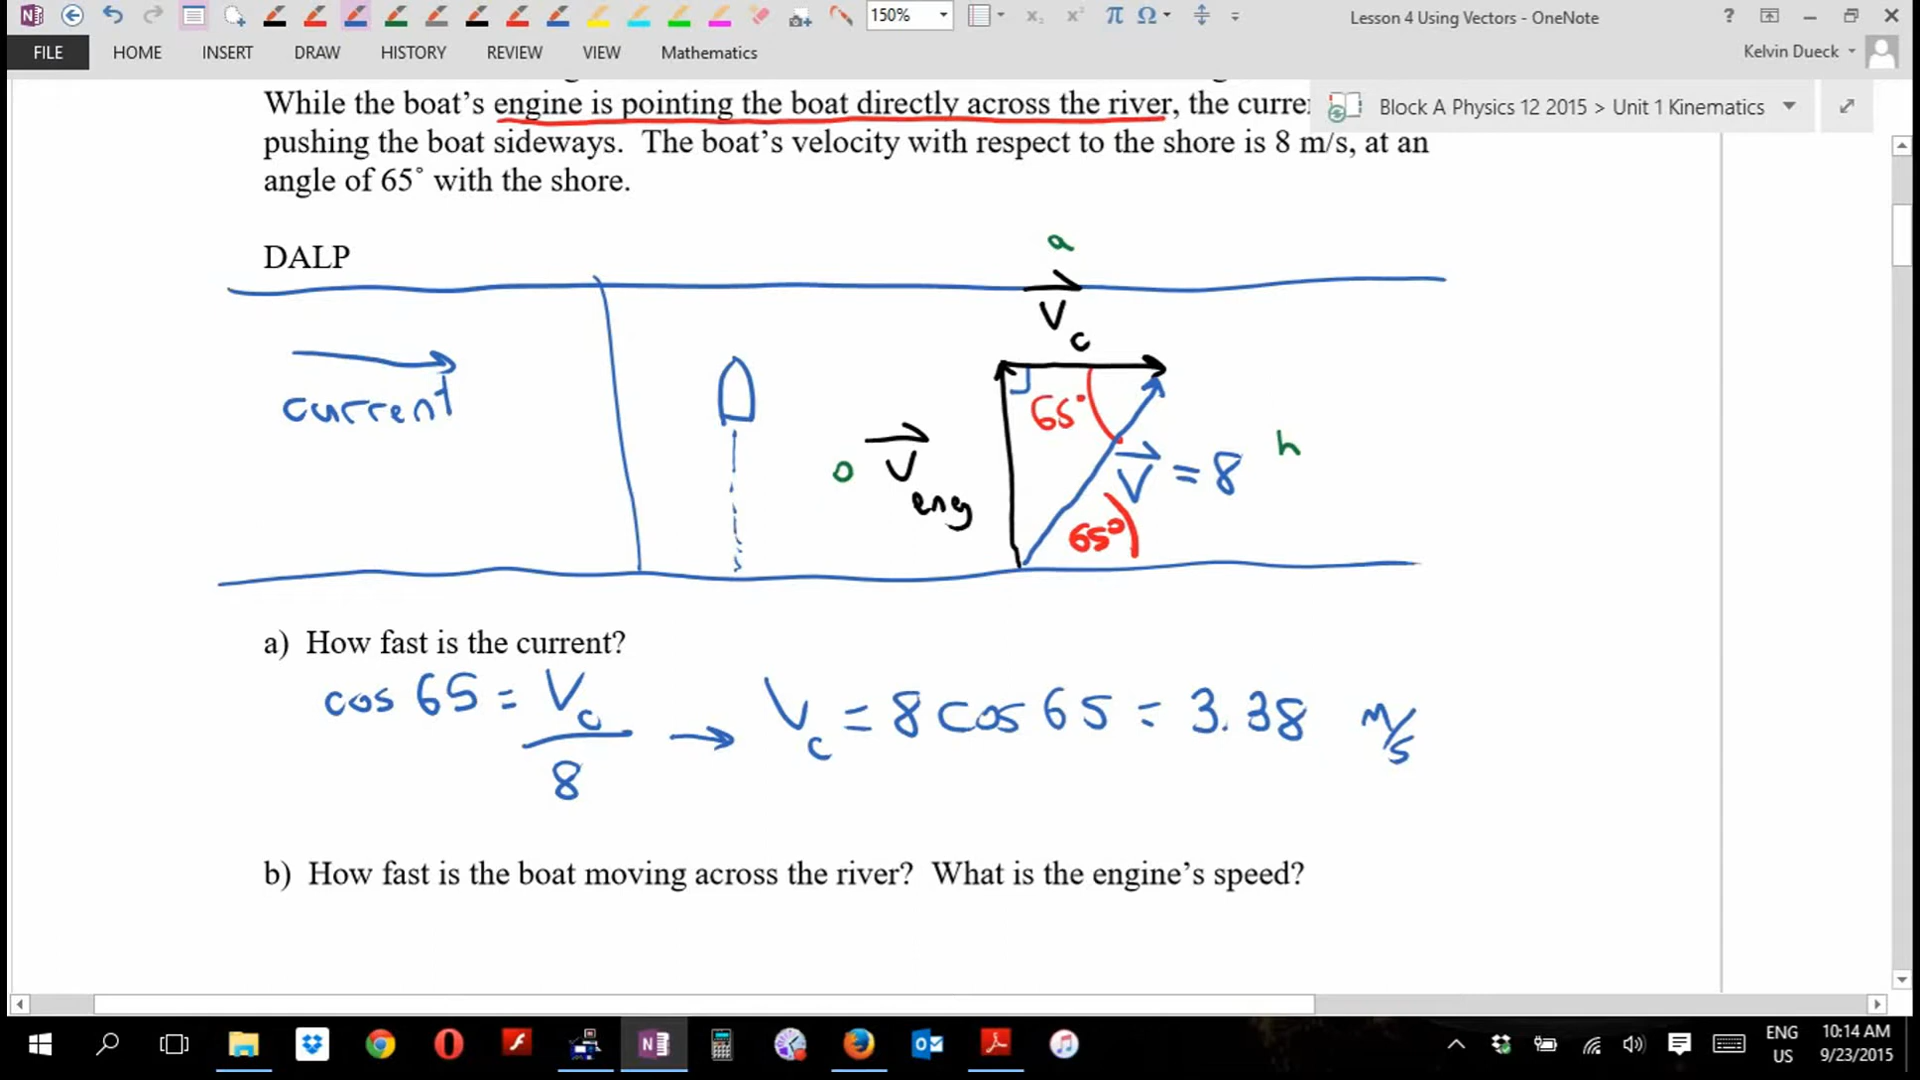 150%
Lesson 4 Using Vectors - OneNote
FILE HOME INSERT DRAW HISTORY REVIEW VIEW Mathematics
Kelvin Dueck
While the boat's engine is pointing the boat directly across the river, the curre
Block A Physics 12 2015 > Unit 1 Kinematics
pushing the boat sideways. The boat's velocity with respect to the shore is 8 m/s, at an
angle of 65˚ with the shore.
DALP
a
V c
current
65°
o V eng
V = 8
h
65°
a) How fast is the current?
cos 65 = Vc / 8 → Vc = 8 cos 65 = 3.38 m/s
b) How fast is the boat moving across the river? What is the engine's speed?
ENG
US
10:14 AM
9/23/2015